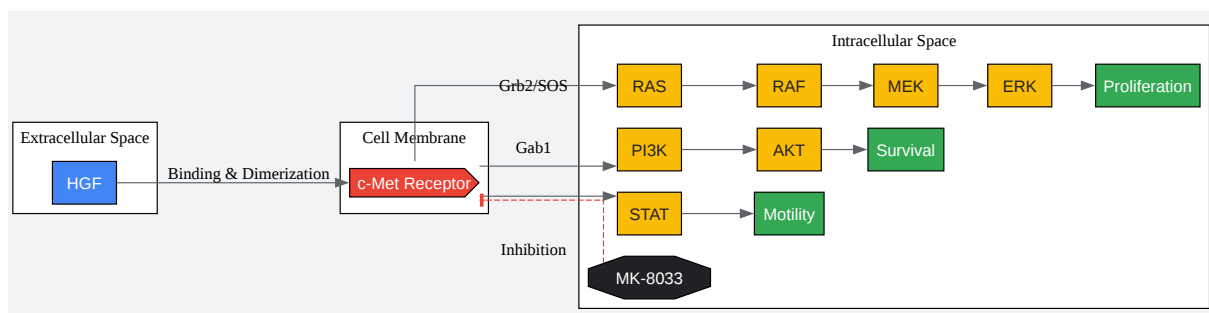 Intracellular Space
Grb2/SOS
RAS
RAF
MEK
ERK
Proliferation
Extracellular Space
Cell Membrane
Gab1
PI3K
AKT
Survival
HGF
Binding & Dimerization
c-Met Receptor
STAT
Motility
Inhibition
MK-8033